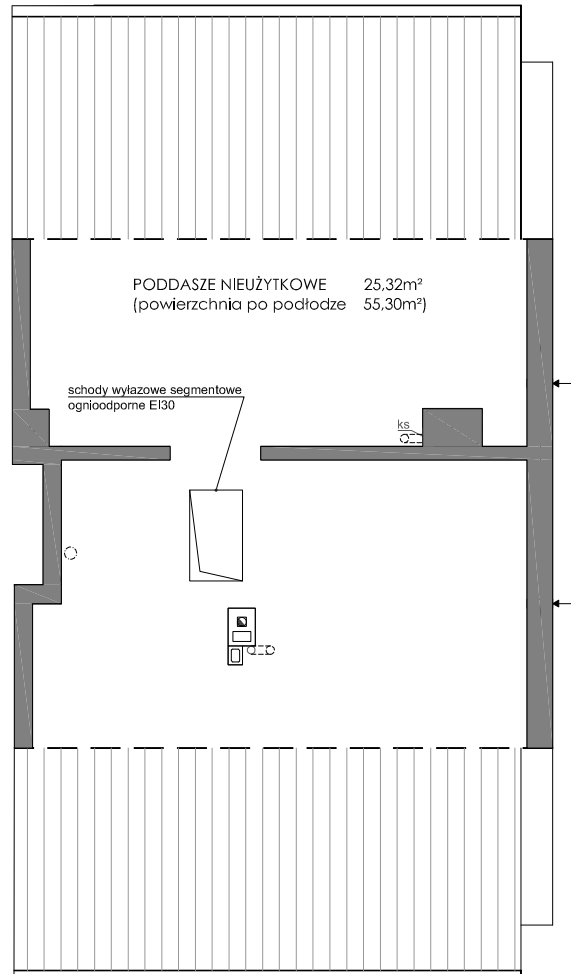 PODDASZE NIEUŻYTKOWE 25,32m²
(powierzchnia po podłodze 55,30m²)
schody wyłazowe segmentowe
ognioodporne EI30
ks